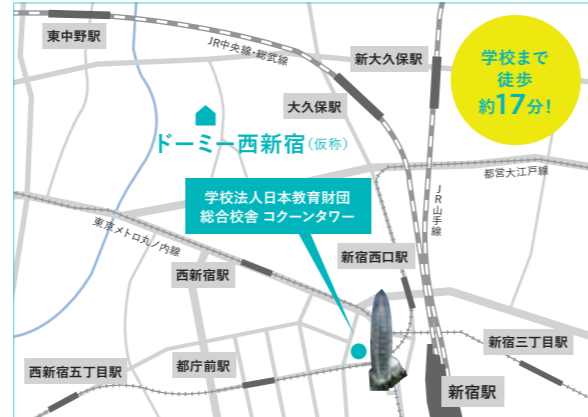 東中野駅
JR中央線・総武線
新大久保駅
学校まで
徒歩
約17分!
大久保駅
ドーミー西新宿(仮称)
都営大江戸線
学校法人日本教育財団
総合校舎 コクーンタワー
JR山手線
東京メトロ丸ノ内線
新宿西口駅
西新宿駅
新宿三丁目駅
都庁前駅
西新宿五丁目駅
新宿駅